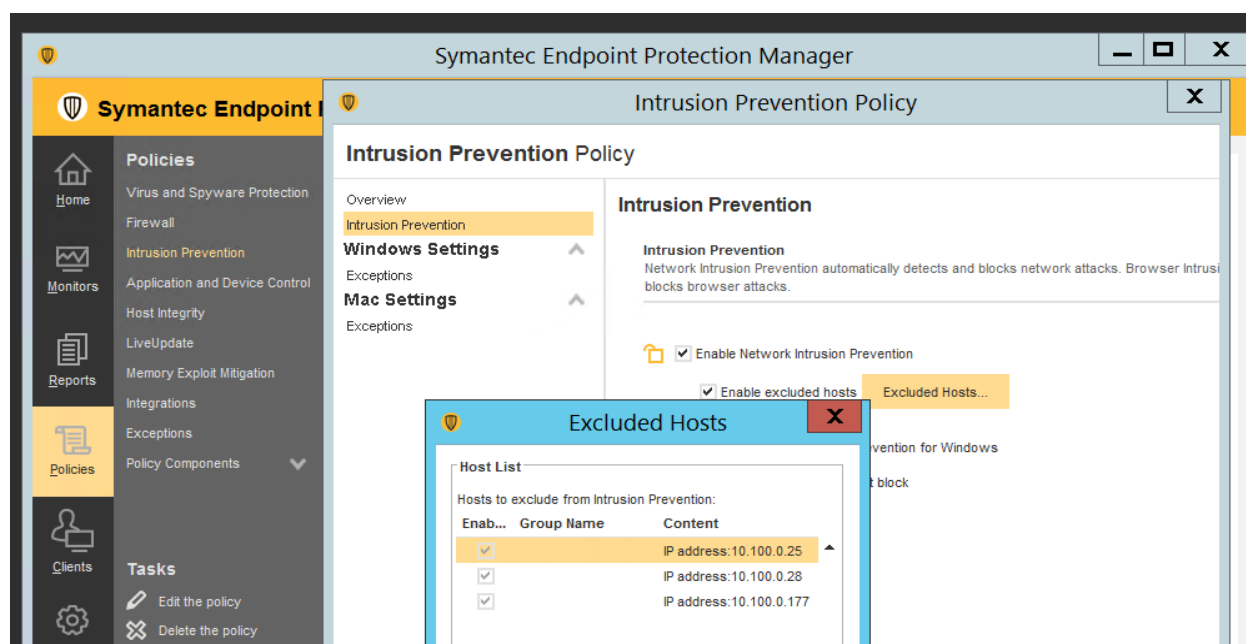 Symantec Endpoint Protection Manager
Symantec Endpoint
Intrusion Prevention Policy
X
X
Home
Monitors
Reports
Policies
Clients
Policies
Virus and Spyware Protection
Firewall
Intrusion Prevention
Application and Device Control
Host Integrity
LiveUpdate
Memory Exploit Mitigation
Integrations
Exceptions
Policy Components
Tasks
Edit the policy
Delete the policy
Intrusion Prevention Policy
Overview
Intrusion Prevention
Windows Settings
Exceptions
Mac Settings
Exceptions
Intrusion Prevention
Intrusion Prevention
Network Intrusion Prevention automatically detects and blocks network attacks. Browser Intrusi
blocks browser attacks.
Enable Network Intrusion Prevention
Enable excluded hosts Excluded Hosts...
evention for Windows
t block
Excluded Hosts
X
Host List
Hosts to exclude from Intrusion Prevention:
Enab... Group Name Content
IP address:10.100.0.25
IP address:10.100.0.28
IP address:10.100.0.177